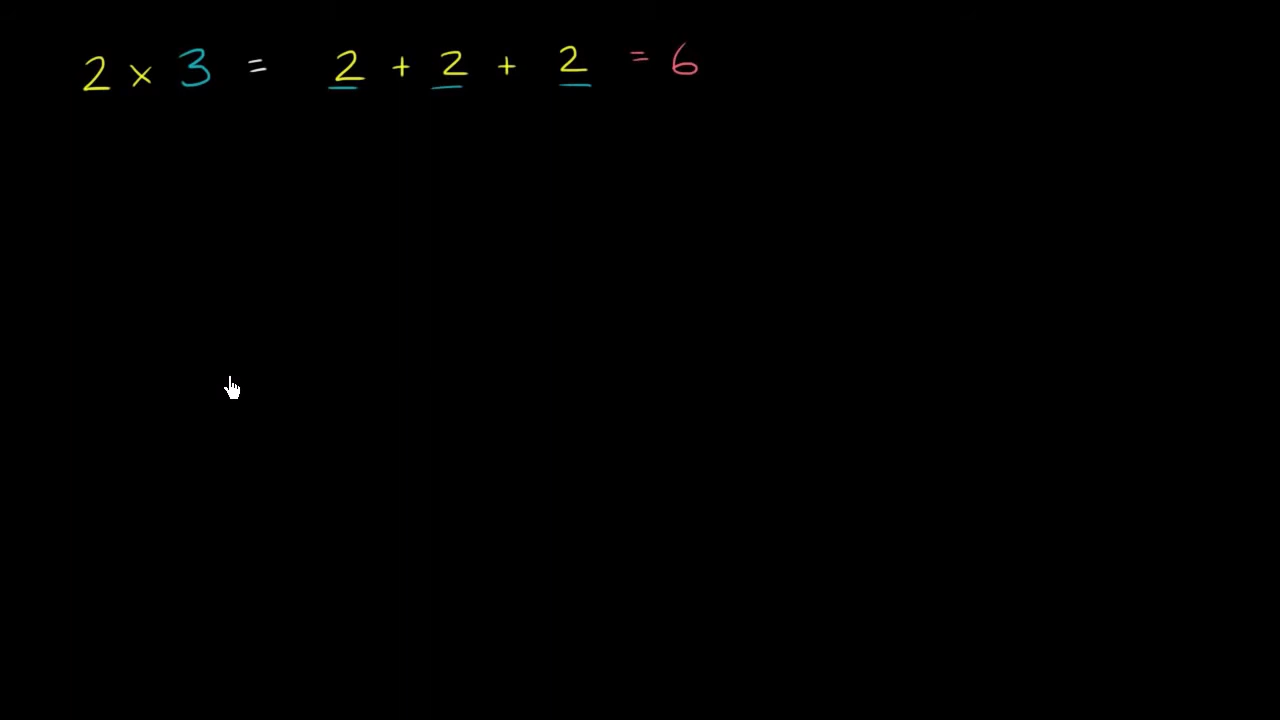 2 × 3 = 2 + 2 + 2 = 6